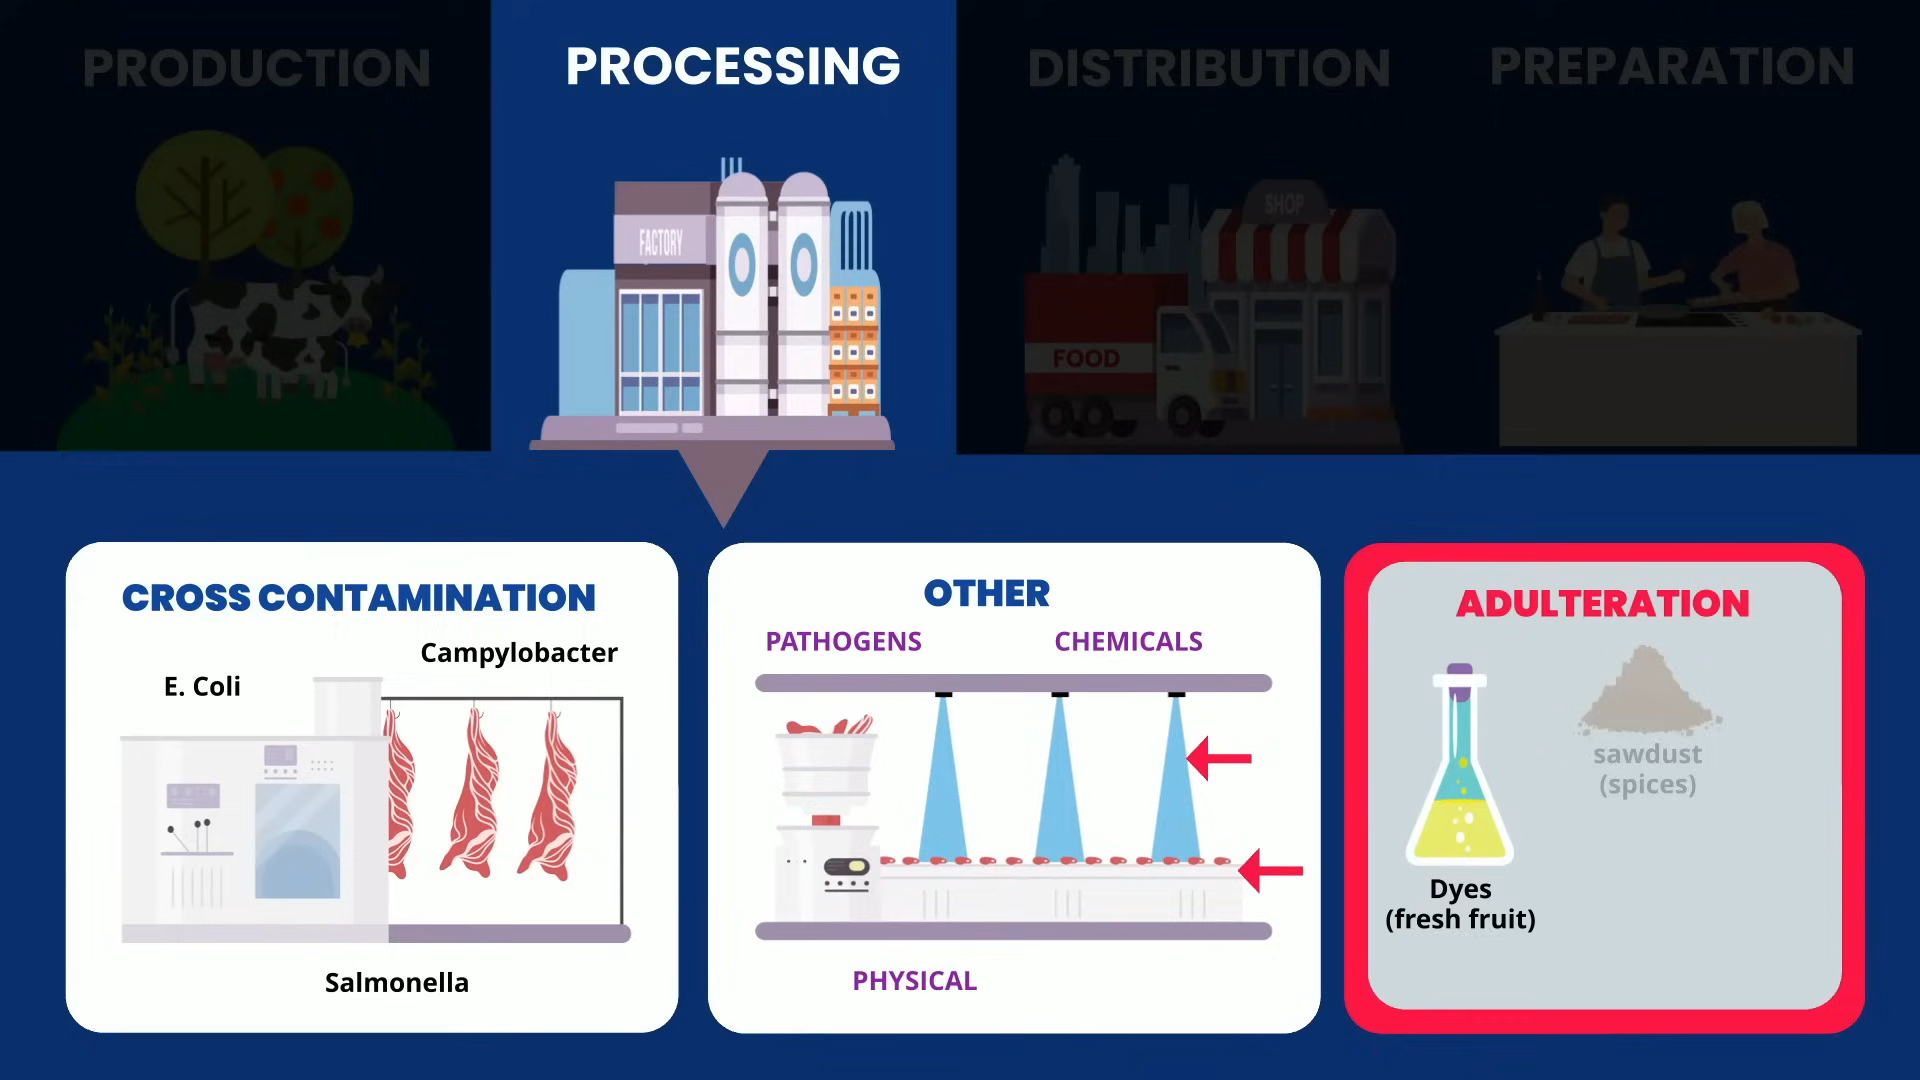 PRODUCTION
PROCESSING
DISTRIBUTION
PREPARATION
FACTORY
SHOP
FOOD
CROSS CONTAMINATION
Campylobacter
E. Coli
Salmonella
OTHER
PATHOGENS
CHEMICALS
PHYSICAL
ADULTERATION
sawdust
(spices)
Dyes
(fresh fruit)